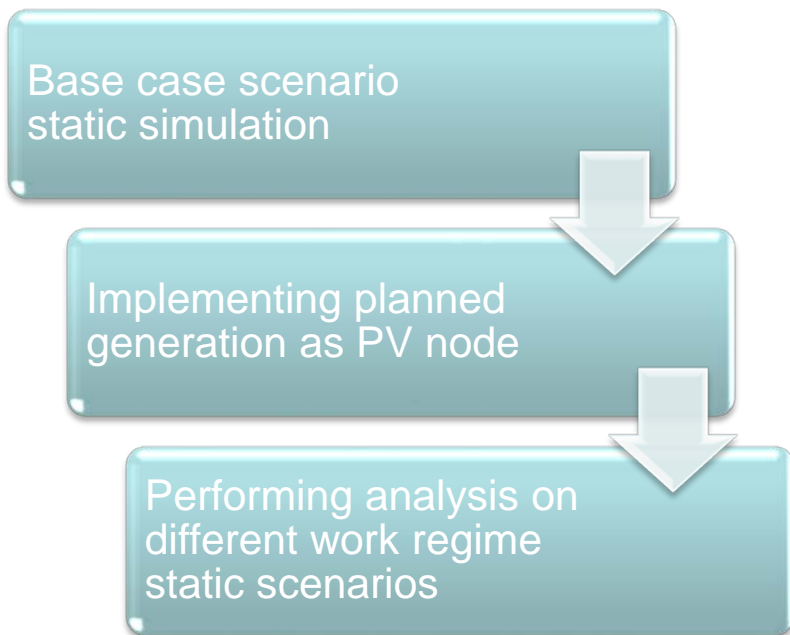 Base case scenario
static simulation
Implementing planned
generation as PV node
Performing analysis on
different work regime
static scenarios